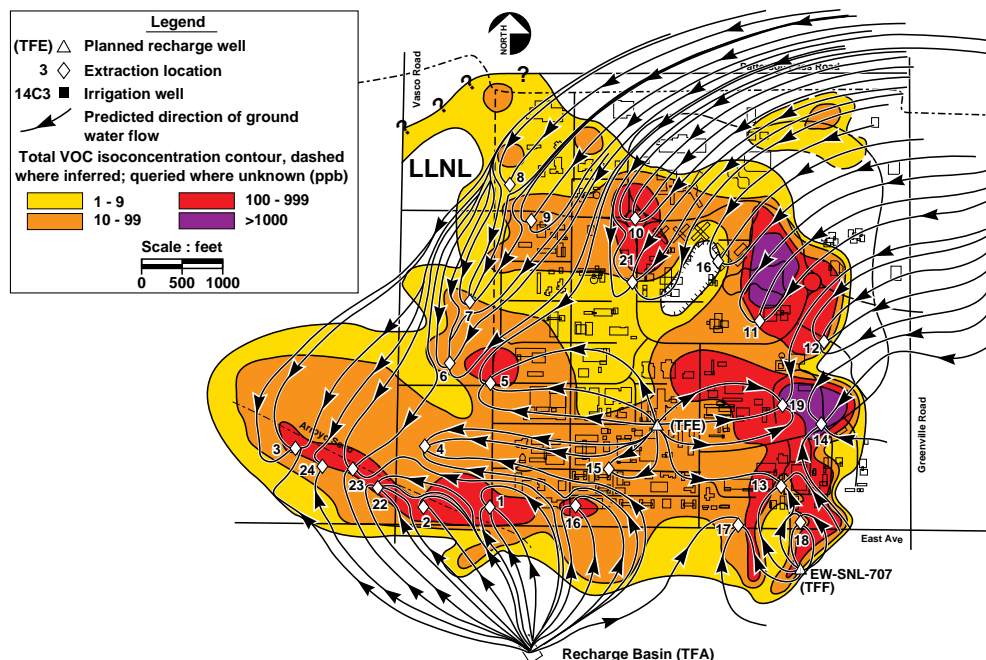 Legend
(TFE) Planned recharge well
3 Extraction location
14C3 Irrigation well
Predicted direction of ground
water flow
Total VOC isoconcentration contour, dashed
where inferred; queried where unknown (ppb)
1 - 9
100 - 999
10 - 99
>1000
Scale : feet
0 500 1000
NORTH
Vasco Road
Road
?
?
?
?
LLNL
8
9
10
21
16
7
11
12
6
5
19
(TFE)
14
Greenville Road
Arroyo
3
4
24
15
23
13
22
2
1
16
17
18
East Ave
EW-SNL-707
(TFF)
Recharge Basin (TFA)